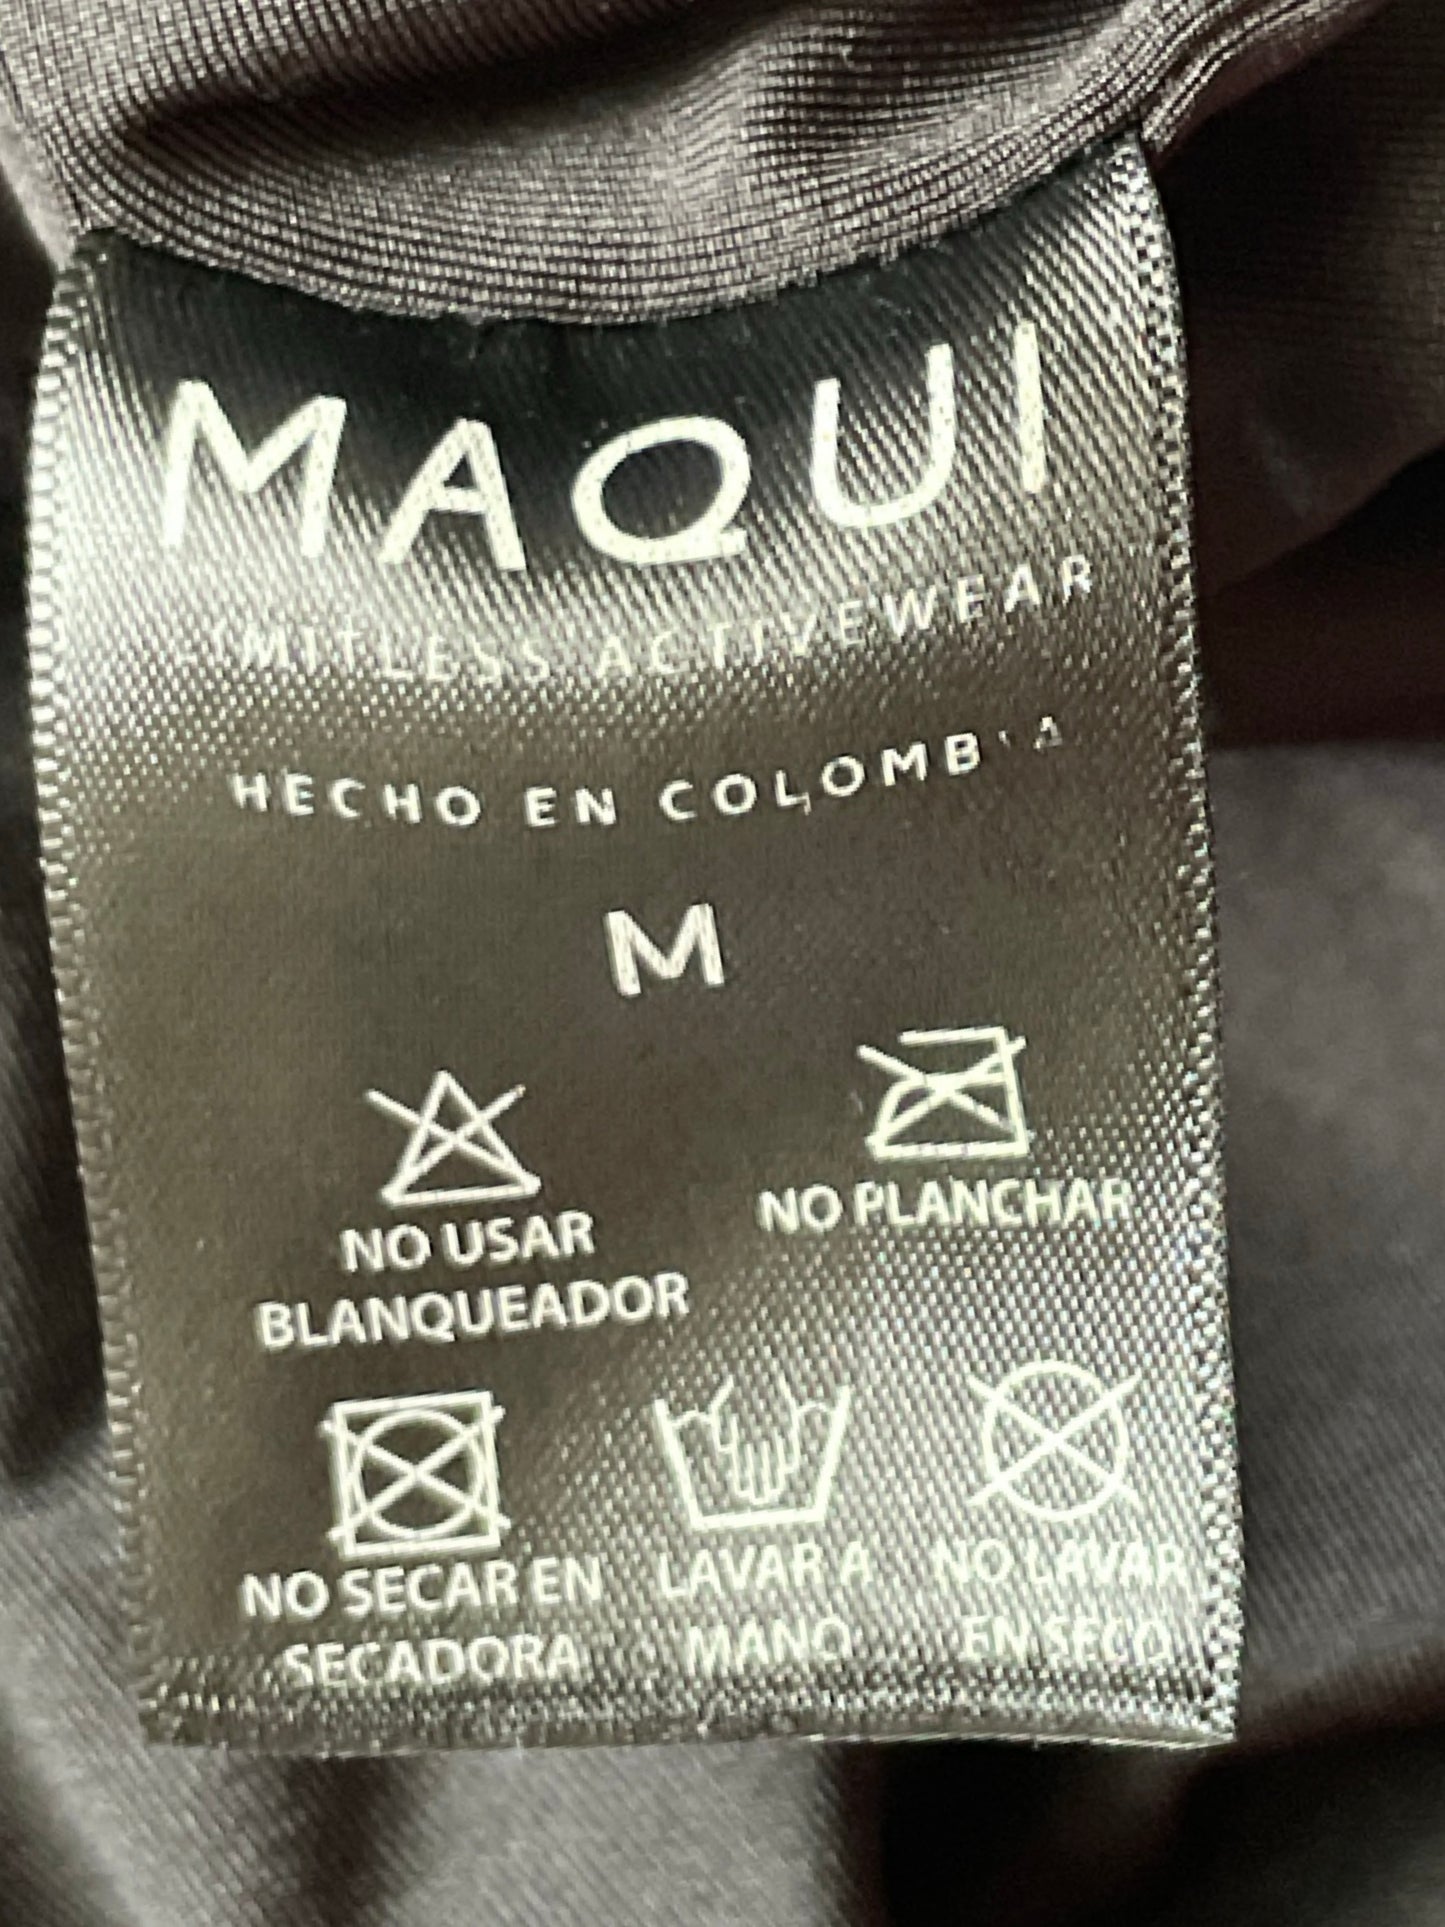 MAQUI
LIMITLESS ACTIVEWEAR
HECHO EN COLOMBIA
M
NO USAR
BLANQUEADOR
NO PLANCHAR
NO SECAR EN
SECADORA
LAVAR A
MANO
NO LAVAR
EN SECO